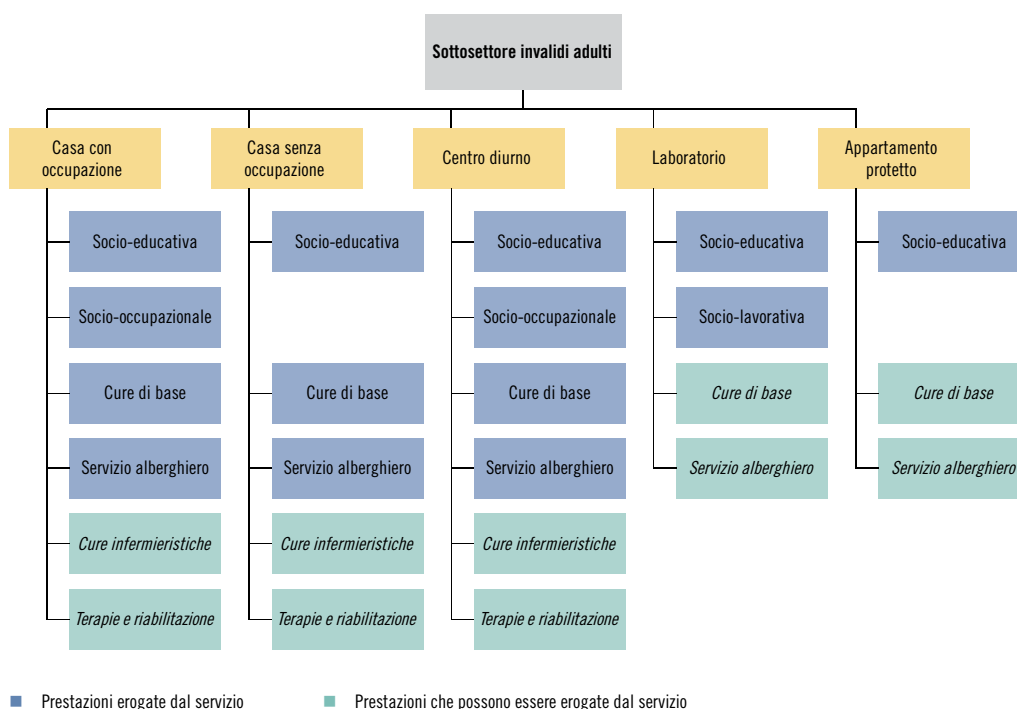 Sottosettore invalidi adulti
Casa con
occupazione
Casa senza
occupazione
Centro diurno
Laboratorio
Appartamento
protetto
Socio-educativa
Socio-educativa
Socio-educativa
Socio-educativa
Socio-educativa
Socio-occupazionale
Socio-occupazionale
Socio-lavorativa
Cure di base
Cure di base
Cure di base
Cure di base
Cure di base
Servizio alberghiero
Servizio alberghiero
Servizio alberghiero
Servizio alberghiero
Servizio alberghiero
Cure infermieristiche
Cure infermieristiche
Cure infermieristiche
Terapie e riabilitazione
Terapie e riabilitazione
Terapie e riabilitazione
Prestazioni erogate dal servizio
Prestazioni che possono essere erogate dal servizio